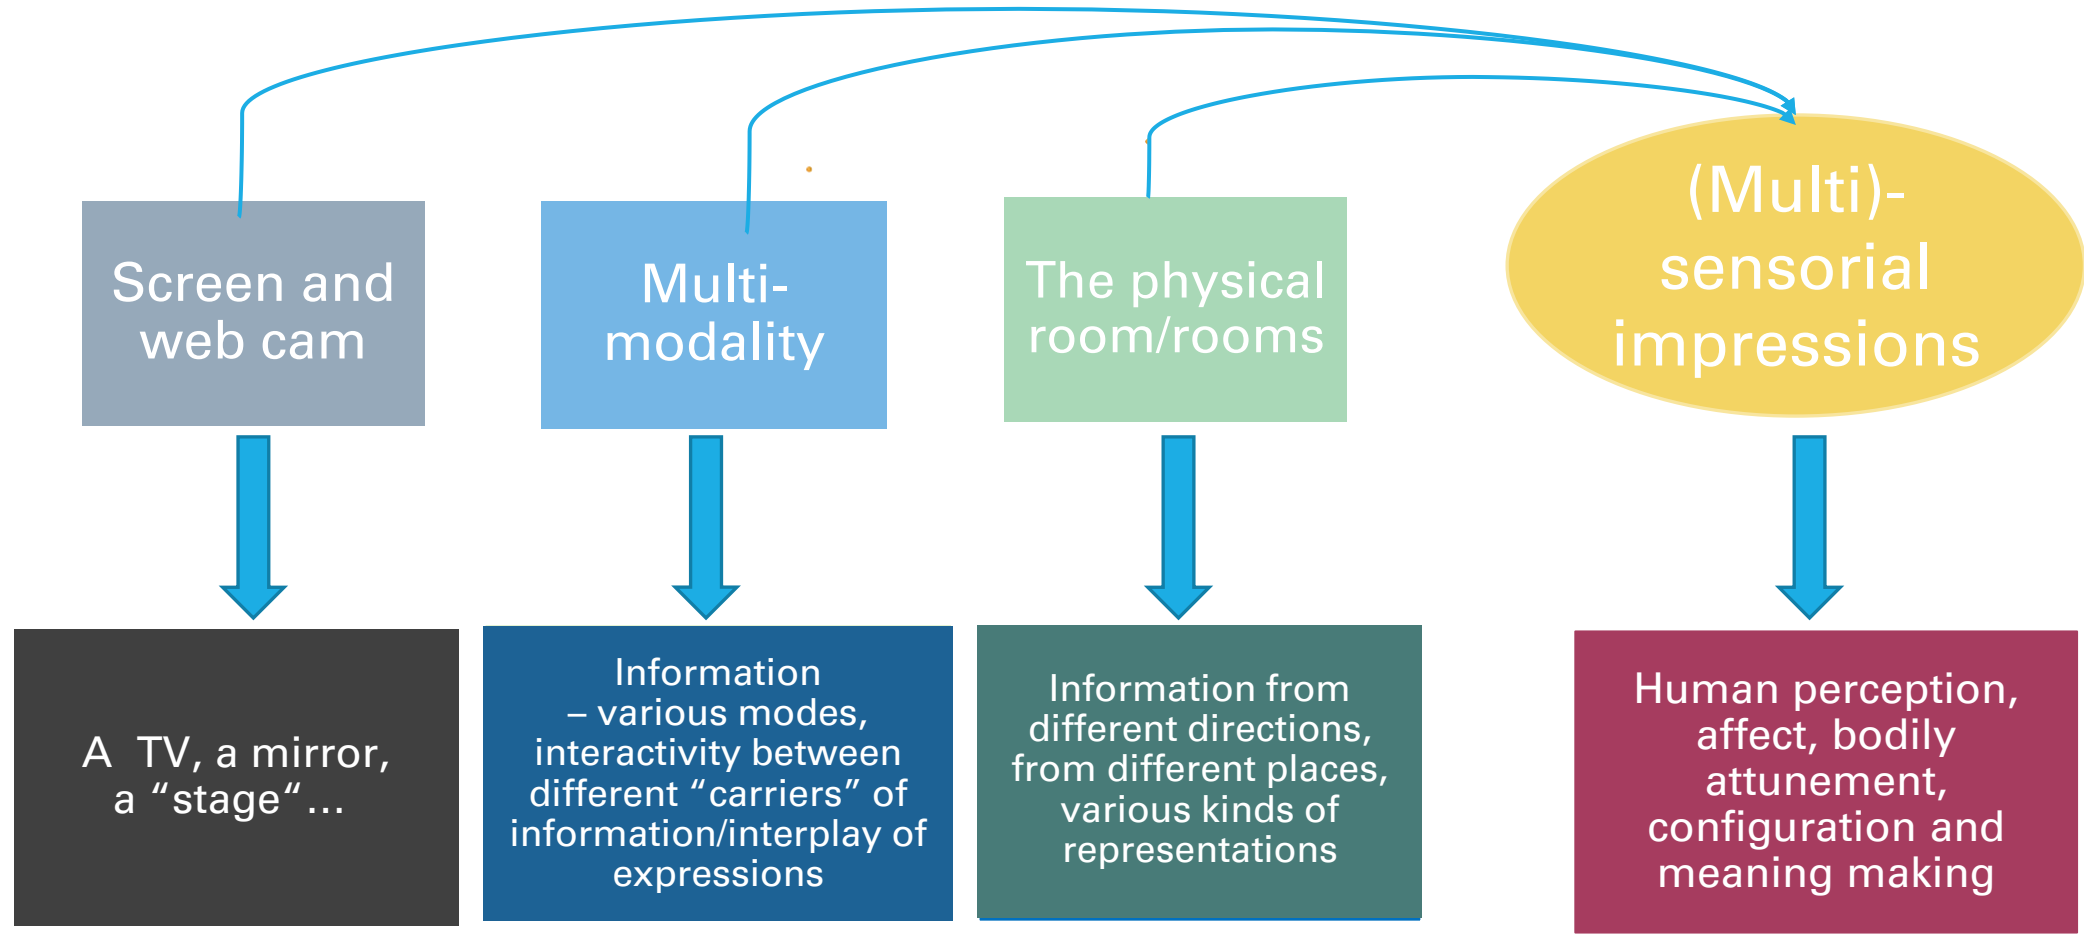 Screen and
web cam
Multi-
modality
The physical
room/rooms
(Multi)-
sensorial
impressions
A  TV, a mirror,
a “stage“…
Information
– various modes,
interactivity between
different “carriers” of
information/interplay of
expressions
Information from
different directions,
from different places,
various kinds of
representations
Human perception,
affect, bodily
attunement,
configuration and
meaning making